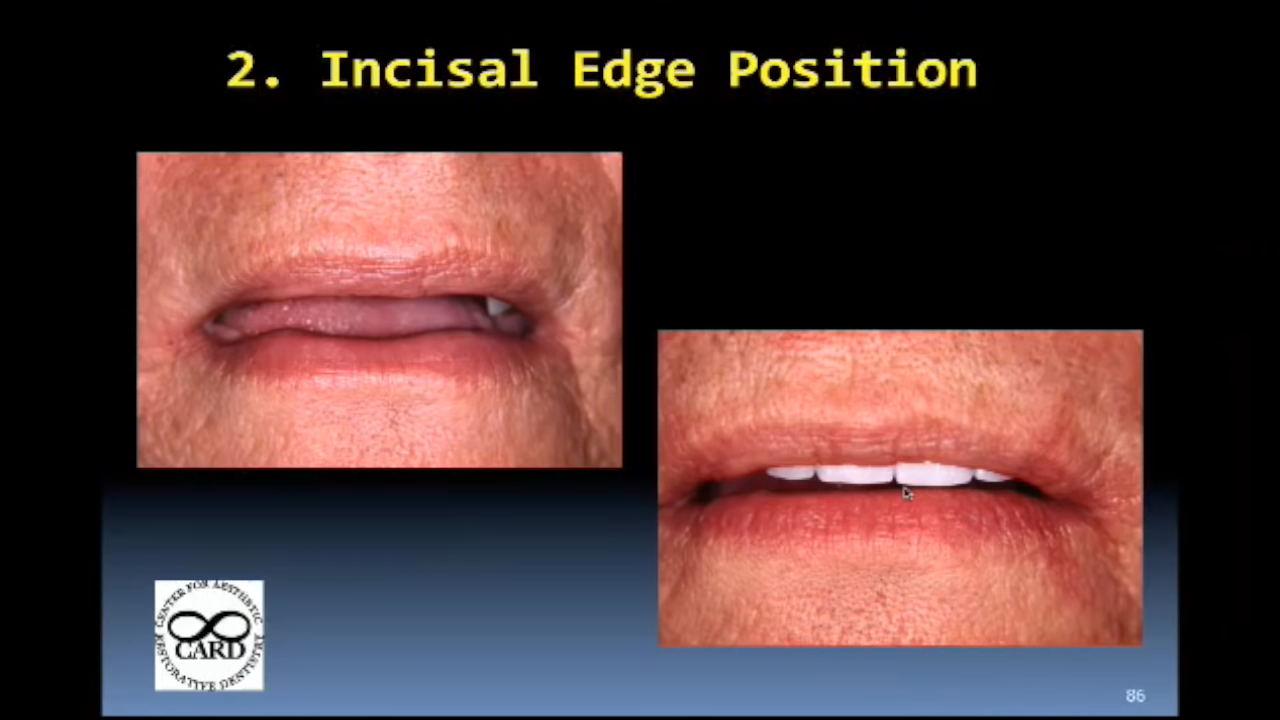 2. Incisal Edge Position
CENTER FOR AESTHETIC
CARD
RESTORATIVE DENTISTRY
86